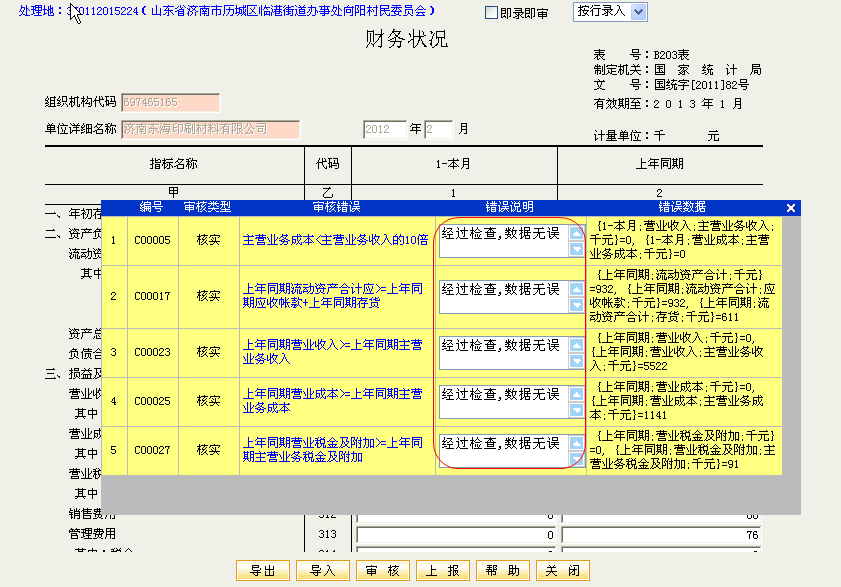 处理地：370112015224（山东省济南市历城区临港街道办事处向阳村民委员会）
即录即审
按行录入
财务状况
表　　号：B203表
制定机关：国 家 统 计 局
文　　号：国统字[2011]82号
有效期至：2 0 1 3 年 1 月
组织机构代码 697465165
单位详细名称 济南东海印刷材料有限公司 2012 年 2 月
计量单位：千　　元
指标名称 代码 1-本月 上年同期
甲 乙 1 2
编号 审核类型 审核错误 错误说明 错误数据
1 C00005 核实 主营业务成本<主营业务收入的10倍 经过检查,数据无误 {1-本月;营业收入;主营业务收入;
千元}=0, {1-本月;营业成本;主营
业务成本;千元}=0
2 C00017 核实 上年同期流动资产合计应>=上年同
期应收帐款+上年同期存货 经过检查,数据无误 {上年同期;流动资产合计;千元}
=932, {上年同期;流动资产合计;应
收帐款;千元}=932, {上年同期;流
动资产合计;存货;千元}=611
3 C00023 核实 上年同期营业收入>=上年同期主营
业务收入 经过检查,数据无误 {上年同期;营业收入;千元}=0,
{上年同期;营业收入;主营业务收
入;千元}=5522
4 C00025 核实 上年同期营业成本>=上年同期主营
业务成本 经过检查,数据无误 {上年同期;营业成本;千元}=0,
{上年同期;营业成本;主营业务成
本;千元}=1141
5 C00027 核实 上年同期营业税金及附加>=上年同
期主营业务税金及附加 经过检查,数据无误 {上年同期;营业税金及附加;千元}
=0, {上年同期;营业税金及附加;主
营业务税金及附加;千元}=91
一、年初存
二、资产负
流动资
其中
资产总
负债合
三、损益及
营业收
其中
营业成
其中
营业税
其中
销售费用 312 0
管理费用 313 0 76
其中：税金 314
导出 导入 审 核 上 报 帮 助 关 闭